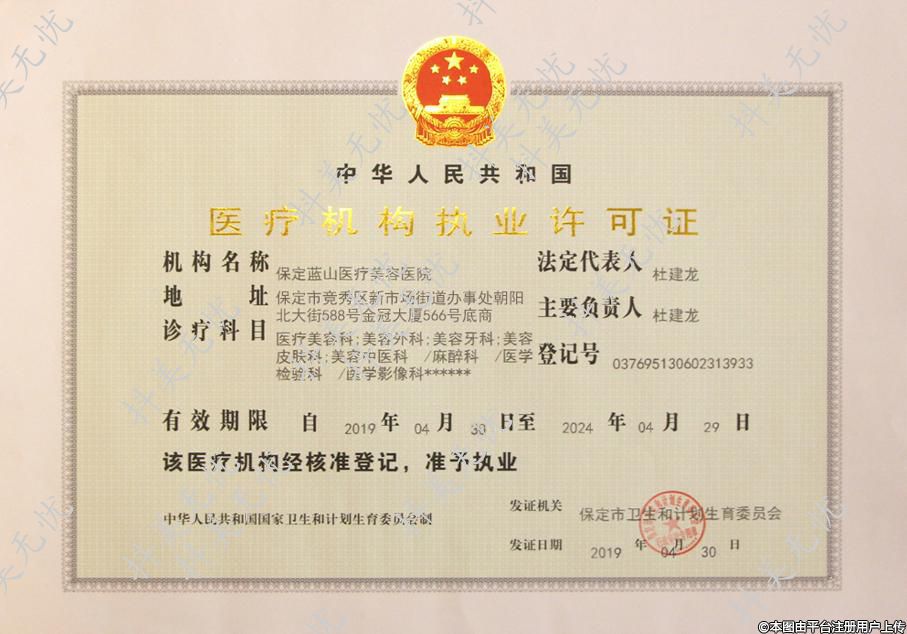 中华人民共和国
医疗机构执业许可证
机构名称 保定蓝山医疗美容医院
地址 保定市竞秀区新市场街道办事处朝阳
北大街588号金冠大厦566号底商
诊疗科目 医疗美容科;美容外科;美容牙科;美容
皮肤科;美容中医科 /麻醉科 /医学
检验科 /医学影像科******
法定代表人 杜建龙
主要负责人 杜建龙
登记号 037695130602313933
有效期限 自 2019 年 04 月 30 日至 2024 年 04 月 29 日
该医疗机构经核准登记，准予执业
中华人民共和国国家卫生和计划生育委员会制
发证机关 保定市卫生和计划生育委员会
发证日期 2019 年 04 月 30 日
抖美无忧
©本图由平台注册用户上传